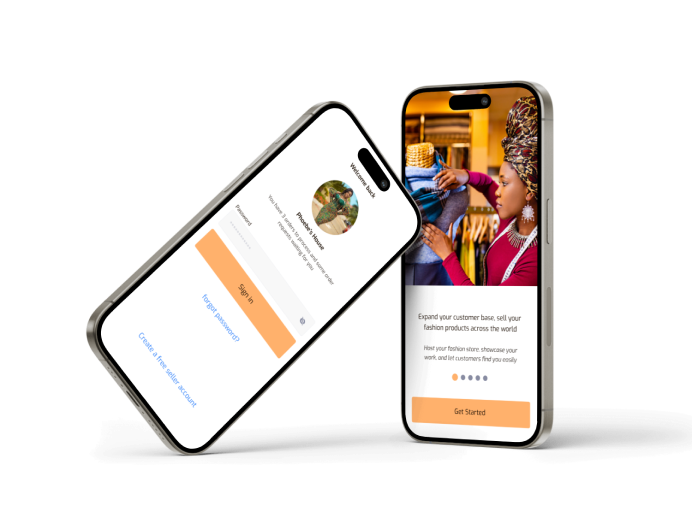 Welcome back
Phoebe's House
You have 3 orders to process and some order
requests waiting for you
Password
Sign in
forgot password?
Create a free seller account
Expand your customer base, sell your
fashion products across the world
Host your fashion store, showcase your
work, and let customers find you easily
Get Started